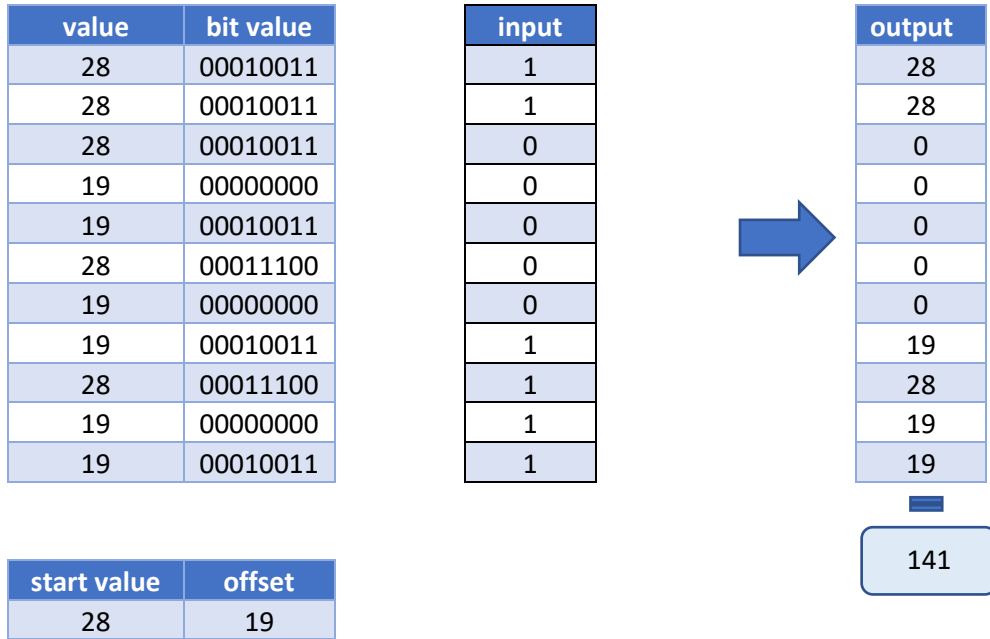 value bit value input output
28 00010011 1 28
28 00010011 1 28
28 00010011 0 0
19 00000000 0 0
19 00010011 0 0
28 00011100 0 0
19 00000000 0 0
19 00010011 1 19
28 00011100 1 28
19 00000000 1 19
19 00010011 1 19
141
start value offset
28 19